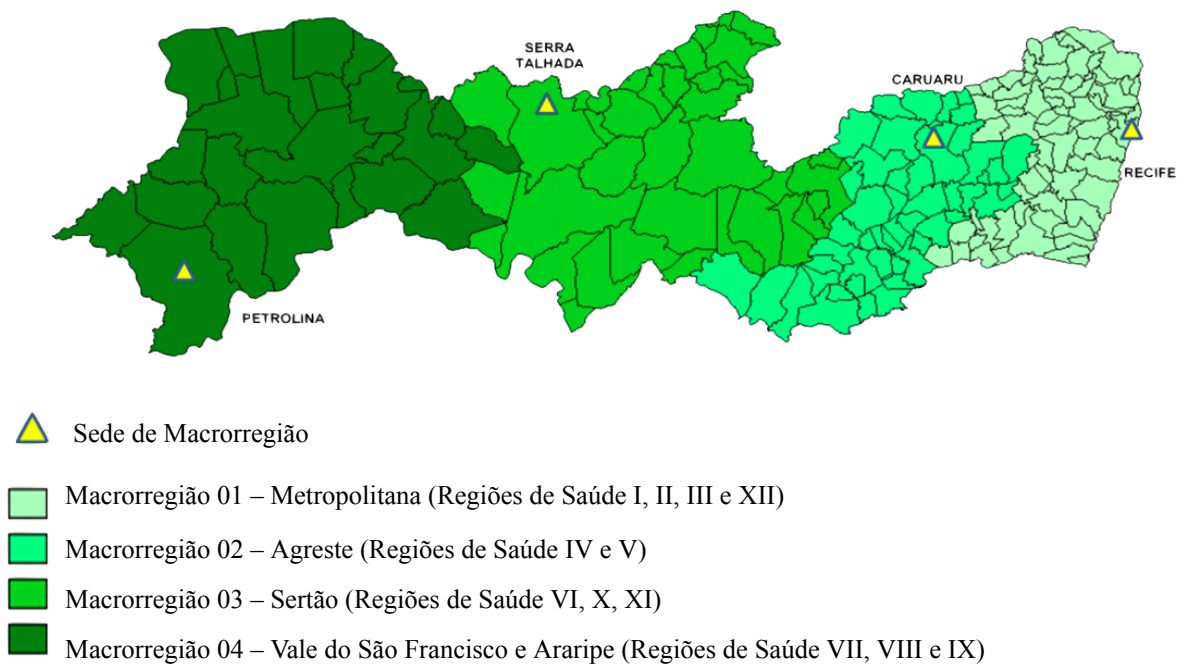 SERRA
TALHADA
CARUARU
RECIFE
PETROLINA
Sede de Macrorregião
Macrorregião 01 – Metropolitana (Regiões de Saúde I, II, III e XII)
Macrorregião 02 – Agreste (Regiões de Saúde IV e V)
Macrorregião 03 – Sertão (Regiões de Saúde VI, X, XI)
Macrorregião 04 – Vale do São Francisco e Araripe (Regiões de Saúde VII, VIII e IX)